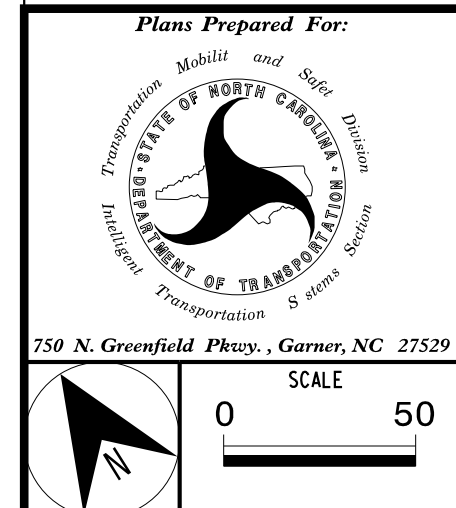 Plans Prepared For:
Transportation Mobilit and Safet Division
STATE OF NORTH CAROLINA
DEPARTMENT OF TRANSPORTATION
Intelligent Transportation S stems Section
750 N. Greenfield Pkwy. , Garner, NC 27529
N
SCALE
0 50